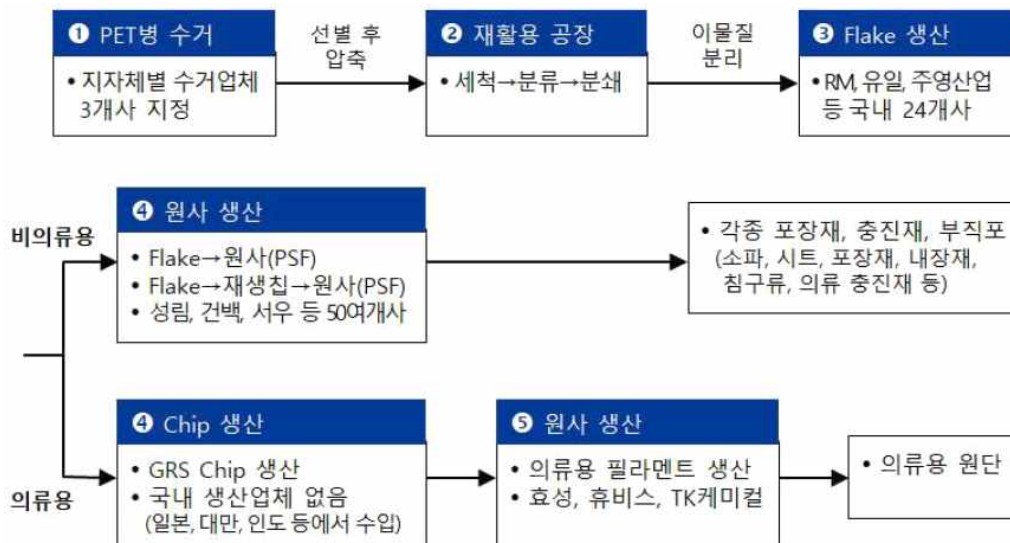 ❶ PET병 수거
• 지자체별 수거업체
3개사 지정
선별 후
압축
❷ 재활용 공장
• 세척→분류→분쇄
이물질
분리
❸ Flake 생산
• RM, 유일, 주영산업
등 국내 24개사
비의류용
❹ 원사 생산
• Flake→원사(PSF)
• Flake→재생칩→원사(PSF)
• 성림, 건백, 서우 등 50여개사
• 각종 포장재, 충진재, 부직포
(소파, 시트, 포장재, 내장재,
침구류, 의류 충진재 등)
의류용
❹ Chip 생산
• GRS Chip 생산
• 국내 생산업체 없음
(일본, 대만, 인도 등에서 수입)
❺ 원사 생산
• 의류용 필라멘트 생산
• 효성, 휴비스, TK케미컬
• 의류용 원단